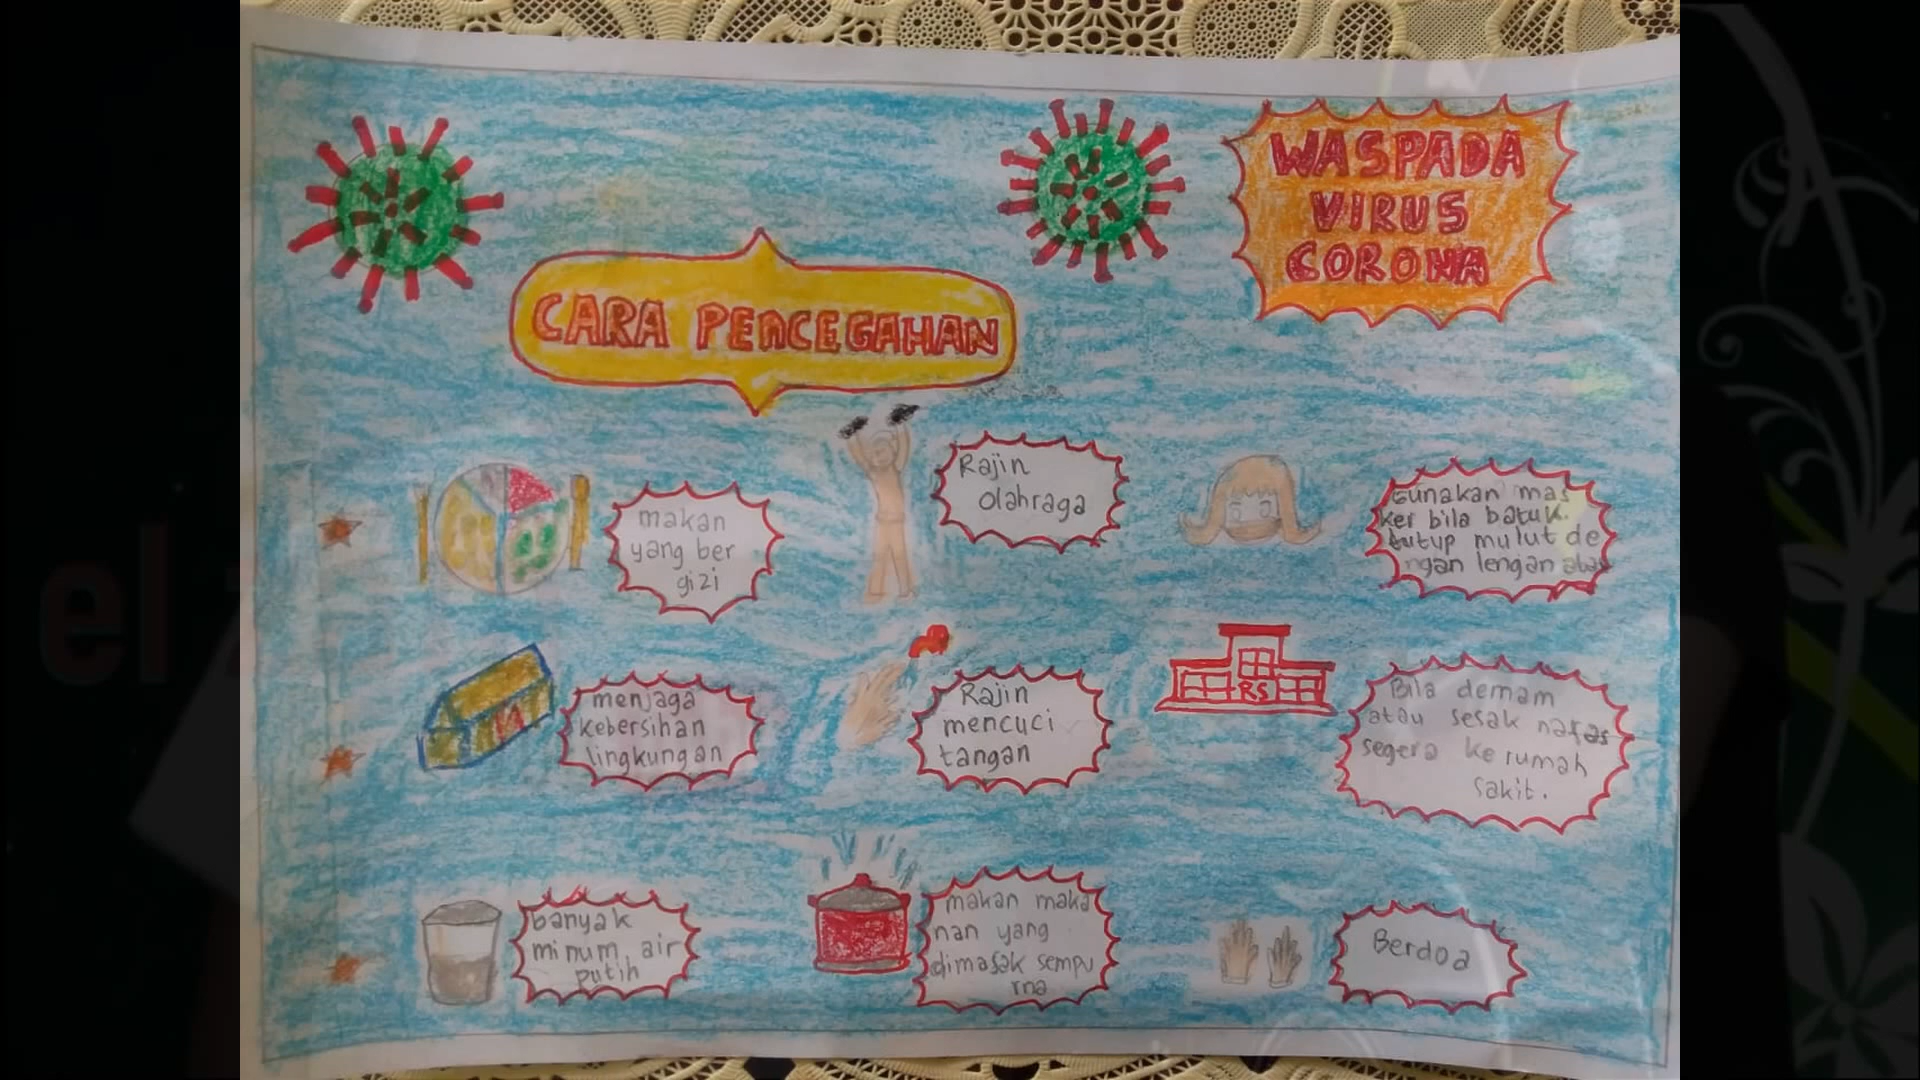 WASPADA
VIRUS
CORONA
CARA PENCEGAHAN
makan
yang ber
gizi
Rajin
olahraga
Gunakan mas
ker bila batuk.
tutup mulut de
ngan lengan atas
menjaga
kebersihan
lingkungan
Rajin
mencuci
tangan
RS
Bila demam
atau sesak nafas
segera ke rumah
sakit.
banyak
minum air
putih
makan maka
nan yang
dimasak sempu
rna
Berdoa
el